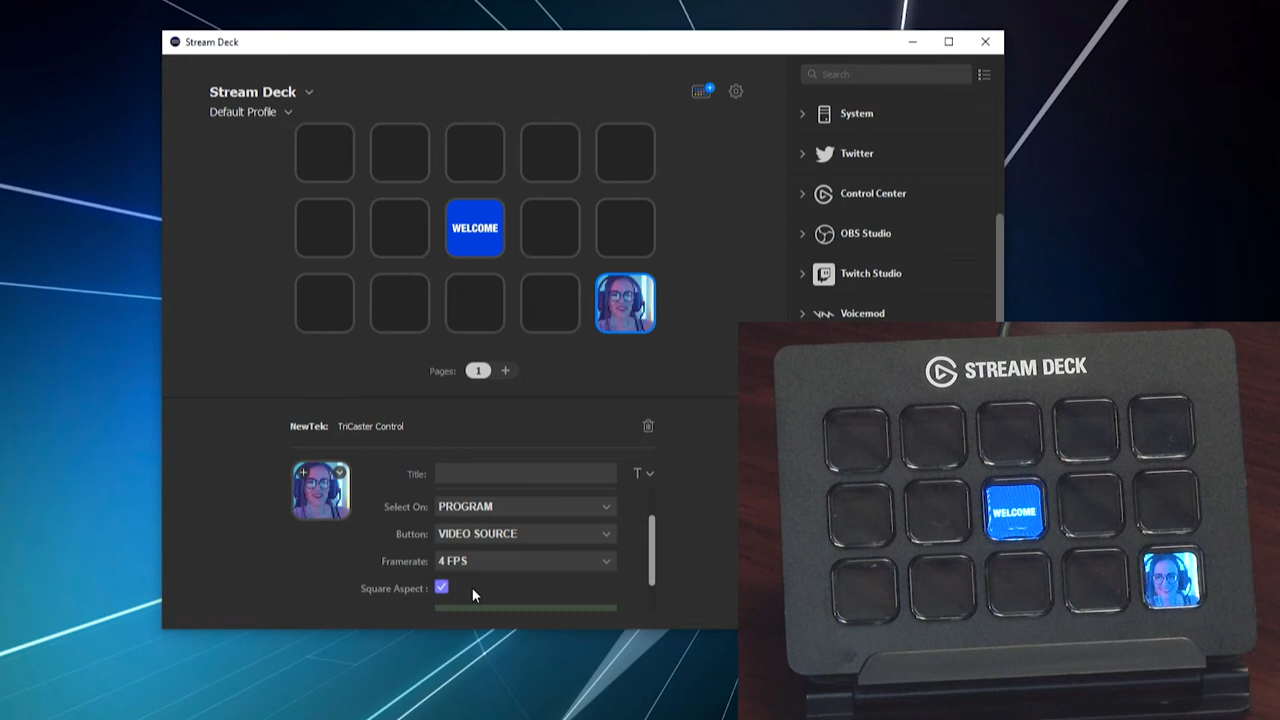 Stream Deck
Stream Deck
Default Profile
Search
System
Twitter
Control Center
OBS Studio
Twitch Studio
Voicemod
WELCOME
Pages: 1 +
NewTek: TriCaster Control
Title: T
Select On: PROGRAM
Button: VIDEO SOURCE
Framerate: 4 FPS
Square Aspect :
STREAM DECK
WELCOME